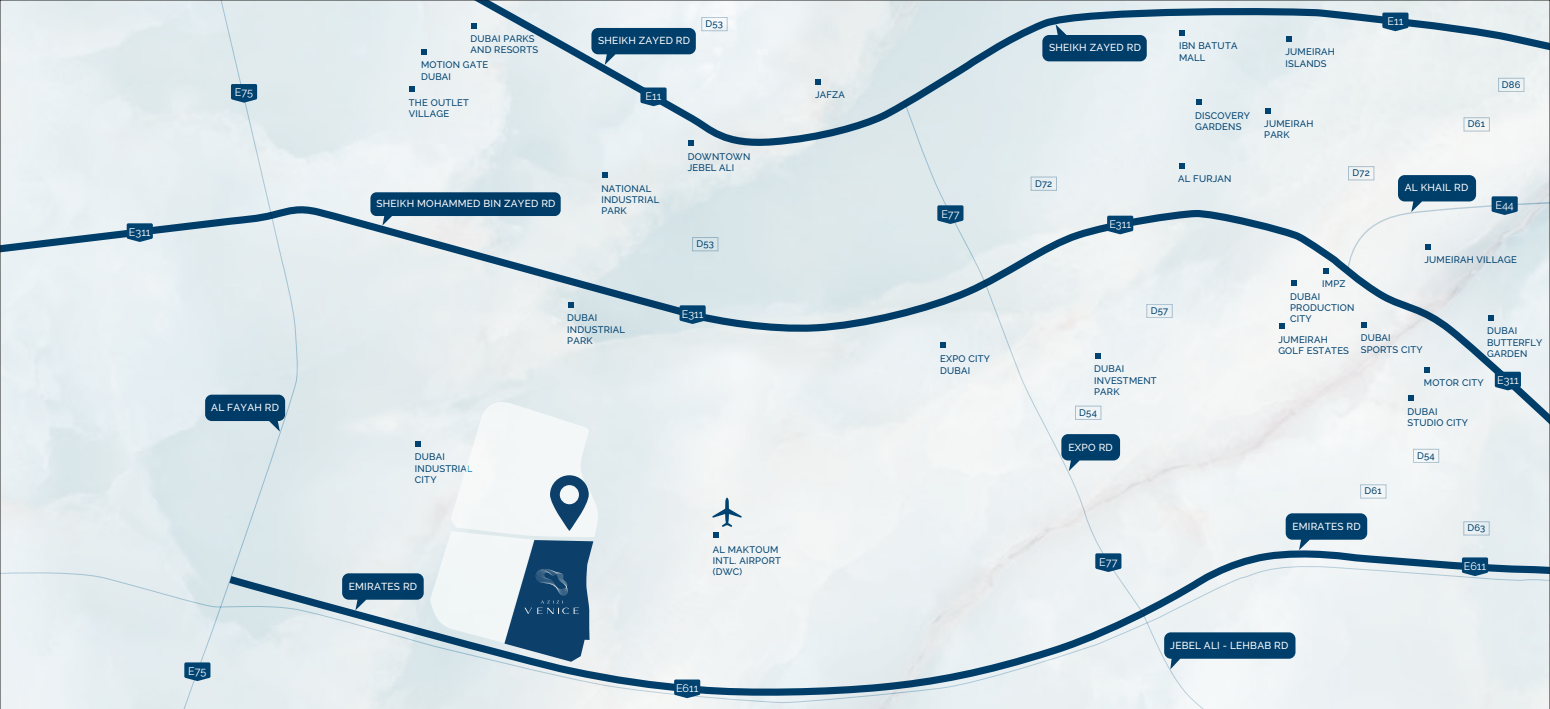 DUBAI PARKS
AND RESORTS
MOTION GATE
DUBAI
THE OUTLET
VILLAGE
E75
SHEIKH ZAYED RD
D53
E11
JAFZA
DOWNTOWN
JEBEL ALI
NATIONAL
INDUSTRIAL
PARK
SHEIKH ZAYED RD
IBN BATUTA
MALL
JUMEIRAH
ISLANDS
E11
D86
DISCOVERY
GARDENS
JUMEIRAH
PARK
D61
AL FURJAN
D72
D72
AL KHAIL RD
E44
SHEIKH MOHAMMED BIN ZAYED RD
E311
E77
E311
D53
JUMEIRAH VILLAGE
IMPZ
DUBAI
PRODUCTION
CITY
DUBAI
INDUSTRIAL
PARK
E311
D57
JUMEIRAH
GOLF ESTATES
DUBAI
SPORTS CITY
DUBAI
BUTTERFLY
GARDEN
EXPO CITY
DUBAI
DUBAI
INVESTMENT
PARK
MOTOR CITY
E311
AL FAYAH RD
D54
DUBAI
STUDIO CITY
EXPO RD
DUBAI
INDUSTRIAL
CITY
D54
D61
AL MAKTOUM
INTL. AIRPORT
(DWC)
EMIRATES RD
D63
E77
E611
EMIRATES RD
AZIZI
VENICE
JEBEL ALI - LEHBAB RD
E75
E611